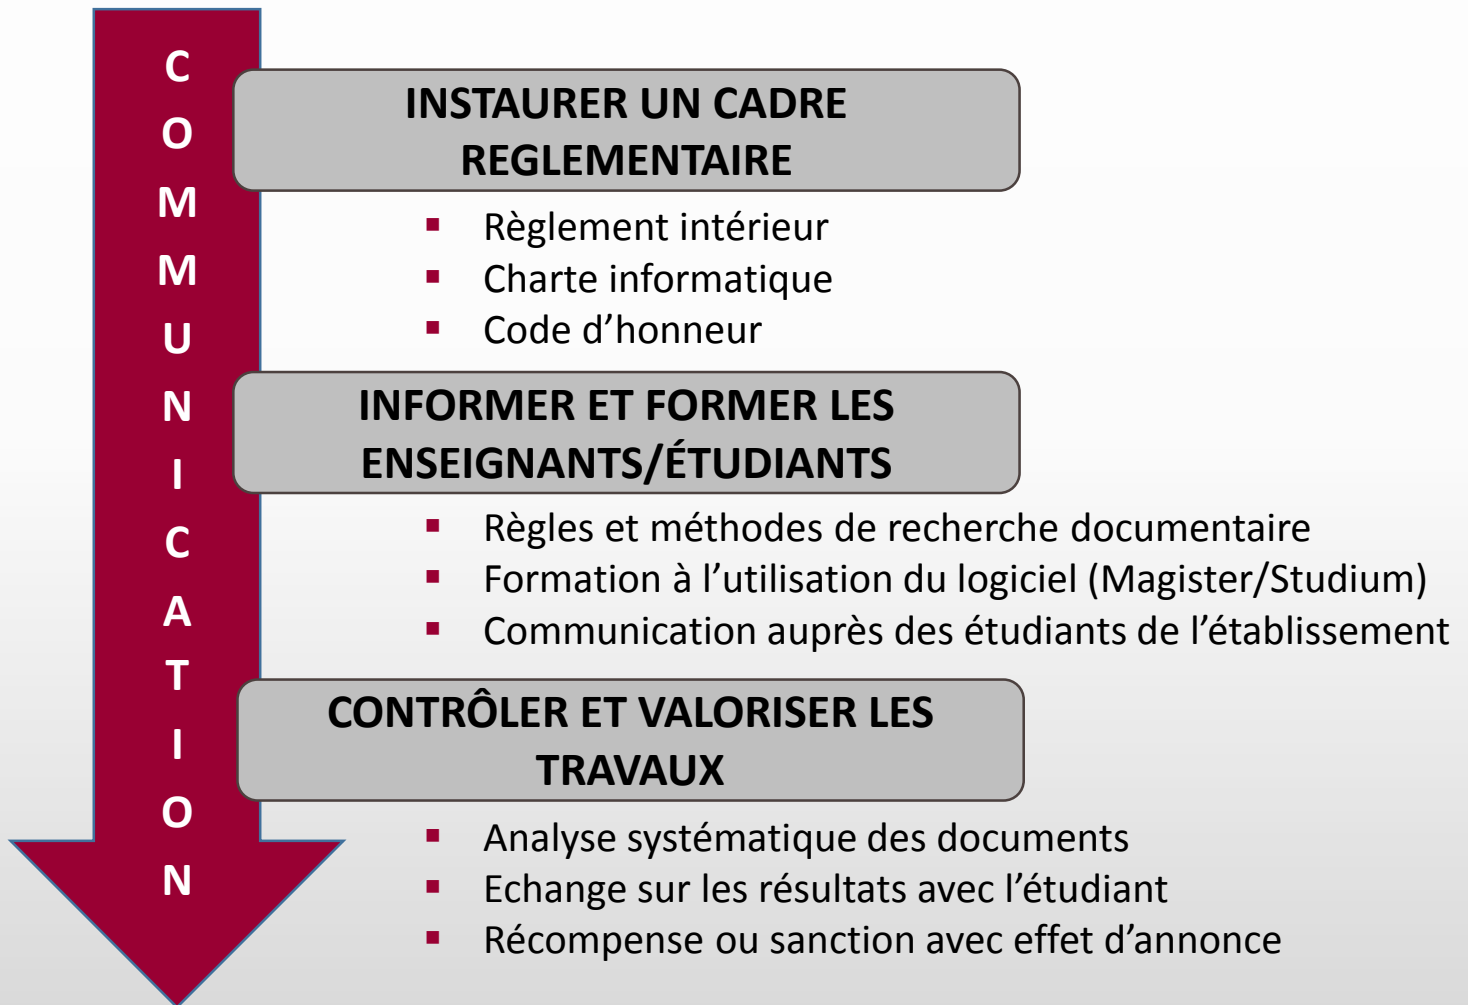 COMMUNICATION
INSTAURER UN CADRE
REGLEMENTAIRE
▪ Règlement intérieur
▪ Charte informatique
▪ Code d’honneur
INFORMER ET FORMER LES
ENSEIGNANTS/ÉTUDIANTS
▪ Règles et méthodes de recherche documentaire
▪ Formation à l’utilisation du logiciel (Magister/Studium)
▪ Communication auprès des étudiants de l’établissement
CONTRÔLER ET VALORISER LES
TRAVAUX
▪ Analyse systématique des documents
▪ Echange sur les résultats avec l’étudiant
▪ Récompense ou sanction avec effet d’annonce